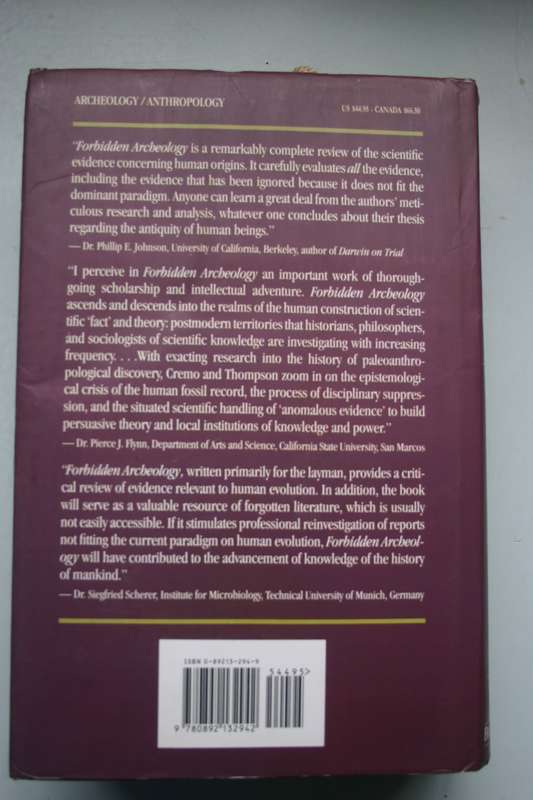 ARCHEOLOGY / ANTHROPOLOGY
US $44.95 - CANADA $66.50
"Forbidden Archeology is a remarkably complete review of the scientific
evidence concerning human origins. It carefully evaluates all the evidence,
including the evidence that has been ignored because it does not fit the
dominant paradigm. Anyone can learn a great deal from the authors' meti-
culous research and analysis, whatever one concludes about their thesis
regarding the antiquity of human beings."
— Dr. Phillip E. Johnson, University of California, Berkeley, author of Darwin on Trial
"I perceive in Forbidden Archeology an important work of thorough-
going scholarship and intellectual adventure. Forbidden Archeology
ascends and descends into the realms of the human construction of scien-
tific 'fact' and theory: postmodern territories that historians, philosophers,
and sociologists of scientific knowledge are investigating with increasing
frequency. . . .With exacting research into the history of paleoanthro-
pological discovery, Cremo and Thompson zoom in on the epistemologi-
cal crisis of the human fossil record, the process of disciplinary suppres-
sion, and the situated scientific handling of 'anomalous evidence' to build
persuasive theory and local institutions of knowledge and power."
— Dr. Pierce J. Flynn, Department of Arts and Science, California State University, San Marcos
"Forbidden Archeology, written primarily for the layman, provides a criti-
cal review of evidence relevant to human evolution. In addition, the book
will serve as a valuable resource of forgotten literature, which is usually
not easily accessible. If it stimulates professional reinvestigation of reports
not fitting the current paradigm on human evolution, Forbidden Archeol-
ogy will have contributed to the advancement of knowledge of the history
of mankind."
— Dr. Siegfried Scherer, Institute for Microbiology, Technical University of Munich, Germany
ISBN 0-89213-294-9
54495>
9 780892 132942